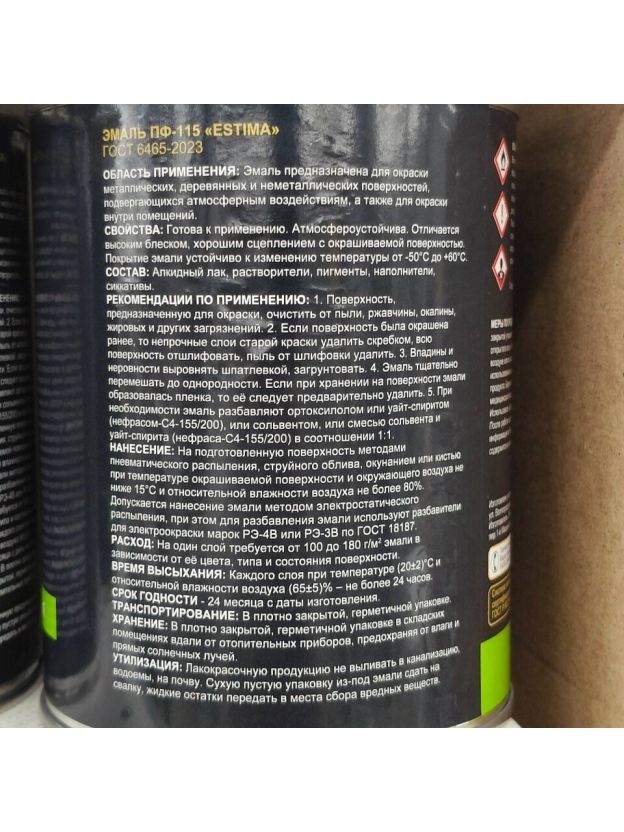 ЭМАЛЬ ПФ-115 «ESTIMA»
ГОСТ 6465-2023
ОБЛАСТЬ ПРИМЕНЕНИЯ: Эмаль предназначена для окраски
металлических, деревянных и неметаллических поверхностей,
подвергающихся атмосферным воздействиям, а также для окраски
внутри помещений.
СВОЙСТВА: Готова к применению. Атмосфероустойчива. Отличается
высоким блеском, хорошим сцеплением с окрашиваемой поверхностью.
Покрытие эмали устойчиво к изменению температуры от -50°С до +60°С.
СОСТАВ: Алкидный лак, растворители, пигменты, наполнители,
сиккативы.
РЕКОМЕНДАЦИИ ПО ПРИМЕНЕНИЮ: 1. Поверхность,
предназначенную для окраски, очистить от пыли, ржавчины, окалины,
жировых и других загрязнений. 2. Если поверхность была окрашена
ранее, то непрочные слои старой краски удалить скребком, всю
поверхность отшлифовать, пыль от шлифовки удалить. 3. Впадины и
неровности выровнять шпатлевкой, загрунтовать. 4. Эмаль тщательно
перемешать до однородности. Если при хранении на поверхности эмали
образовалась пленка, то её следует предварительно удалить. 5. При
необходимости эмаль разбавляют ортоксилолом или уайт-спиритом
(нефрасом-С4-155/200), или сольвентом, или смесью сольвента и
уайт-спирита (нефраса-С4-155/200) в соотношении 1:1.
НАНЕСЕНИЕ: На подготовленную поверхность методами
пневматического распыления, струйного облива, окунанием или кистью
при температуре окрашиваемой поверхности и окружающего воздуха не
ниже 15°С и относительной влажности воздуха не более 80%.
Допускается нанесение эмали методом электростатического
распыления, при этом для разбавления эмали используют разбавители
для электроокраски марок РЭ-4В или РЭ-3В по ГОСТ 18187.
РАСХОД: На один слой требуется от 100 до 180 г/м² эмали в
зависимости от её цвета, типа и состояния поверхности.
ВРЕМЯ ВЫСЫХАНИЯ: Каждого слоя при температуре (20±2)°С и
относительной влажности воздуха (65±5)% – не более 24 часов.
СРОК ГОДНОСТИ - 24 месяца с даты изготовления.
ТРАНСПОРТИРОВАНИЕ: В плотно закрытой, герметичной упаковке.
ХРАНЕНИЕ: В плотно закрытой, герметичной упаковке в складских
помещениях вдали от отопительных приборов, предохраняя от влаги и
прямых солнечных лучей.
УТИЛИЗАЦИЯ: Лакокрасочную продукцию не выливать в канализацию,
водоемы, на почву. Сухую пустую упаковку из-под эмали сдать на
свалку, жидкие остатки передать в места сбора вредных веществ.